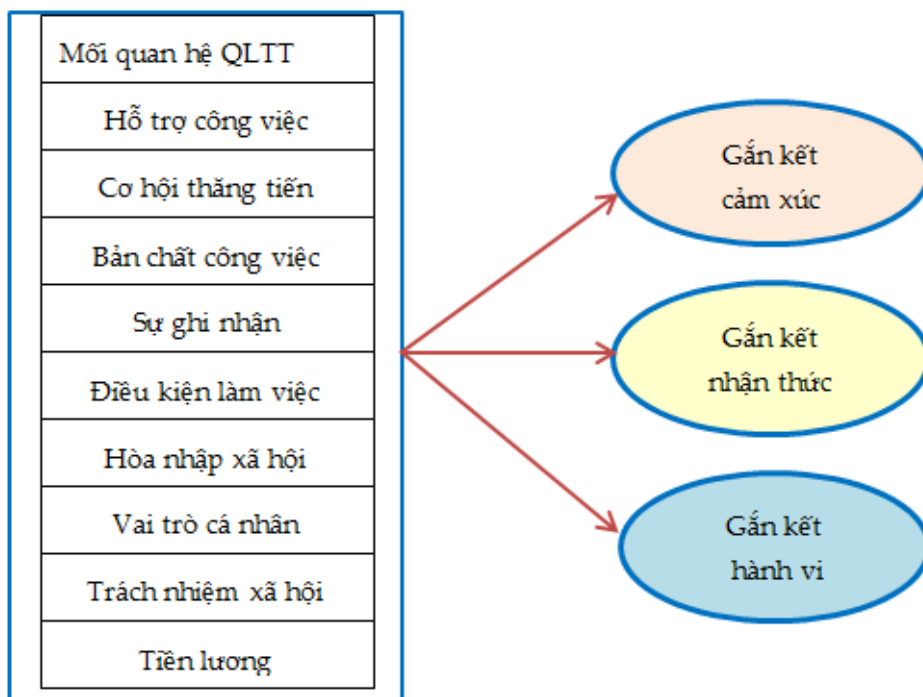 Mối quan hệ QLTT
Hỗ trợ công việc
Cơ hội thăng tiến
Bản chất công việc
Sự ghi nhận
Điều kiện làm việc
Hòa nhập xã hội
Vai trò cá nhân
Trách nhiệm xã hội
Tiền lương
Gắn kết
cảm xúc
Gắn kết
nhận thức
Gắn kết
hành vi